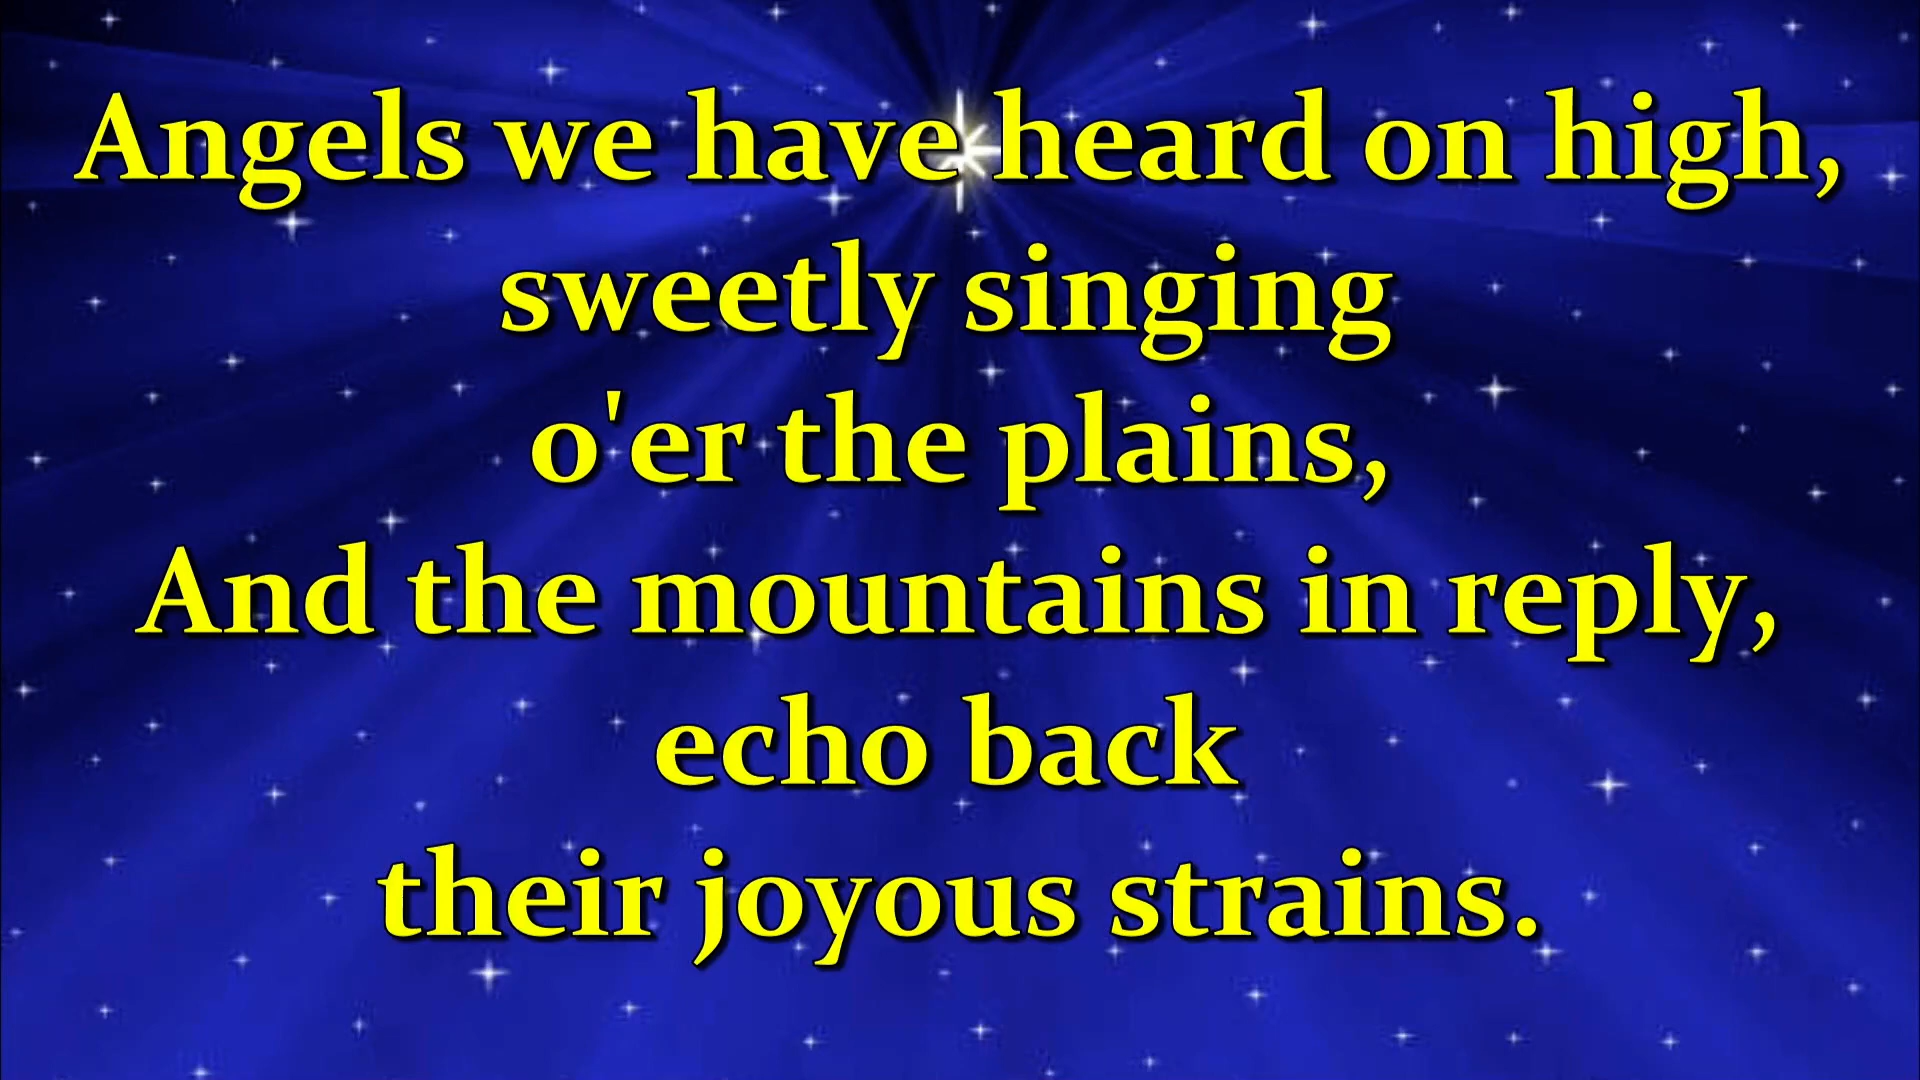 Angels we have heard on high,
sweetly singing
o'er the plains,
And the mountains in reply,
echo back
their joyous strains.